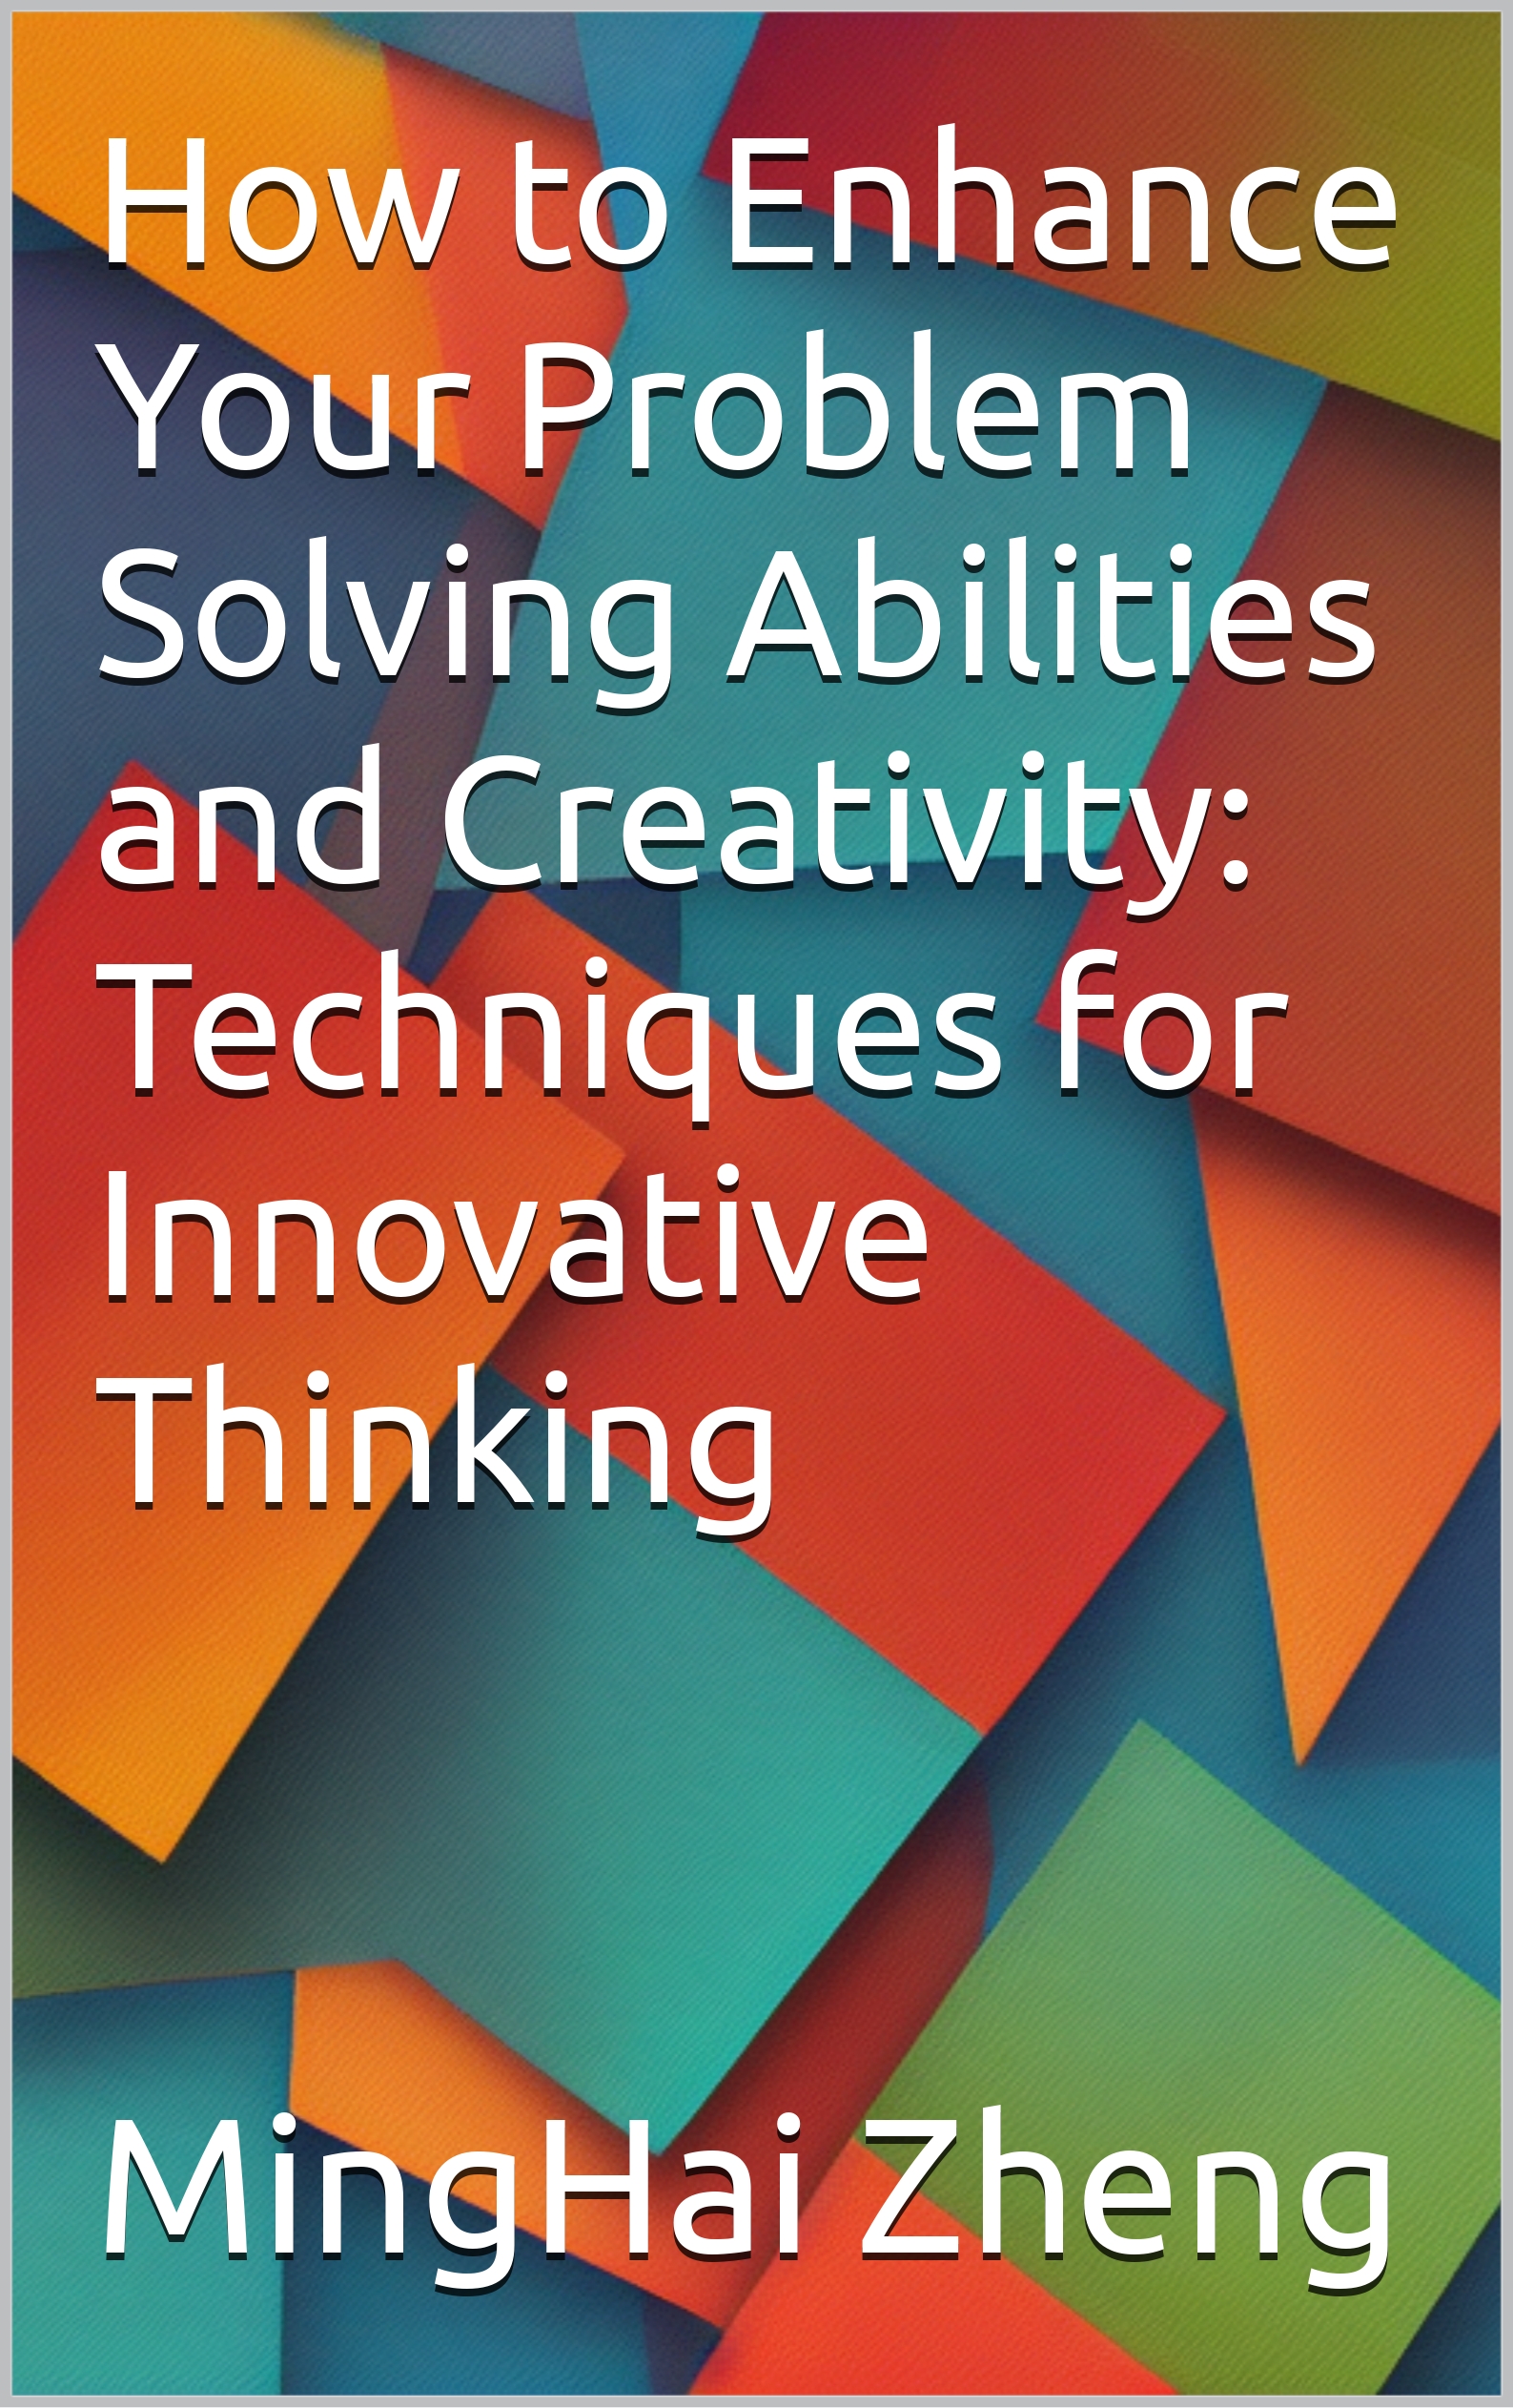 How to Enhance
Your Problem
Solving Abilities
and Creativity:
Techniques for
Innovative
Thinking
MingHai Zheng